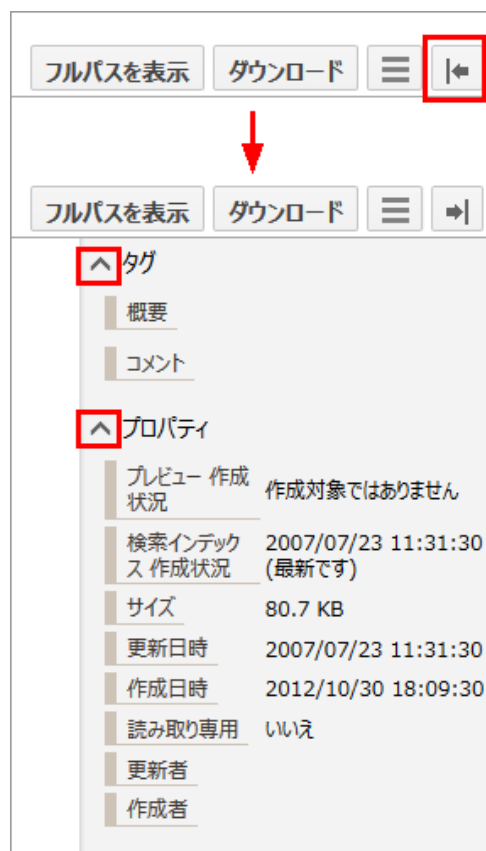 フルパスを表示 ダウンロード
フルパスを表示 ダウンロード
タグ
概要
コメント
プロパティ
プレビュー 作成
状況
作成対象ではありません
検索インデック
ス 作成状況
2007/07/23 11:31:30
(最新です)
サイズ 80.7 KB
更新日時 2007/07/23 11:31:30
作成日時 2012/10/30 18:09:30
読み取り専用 いいえ
更新者
作成者